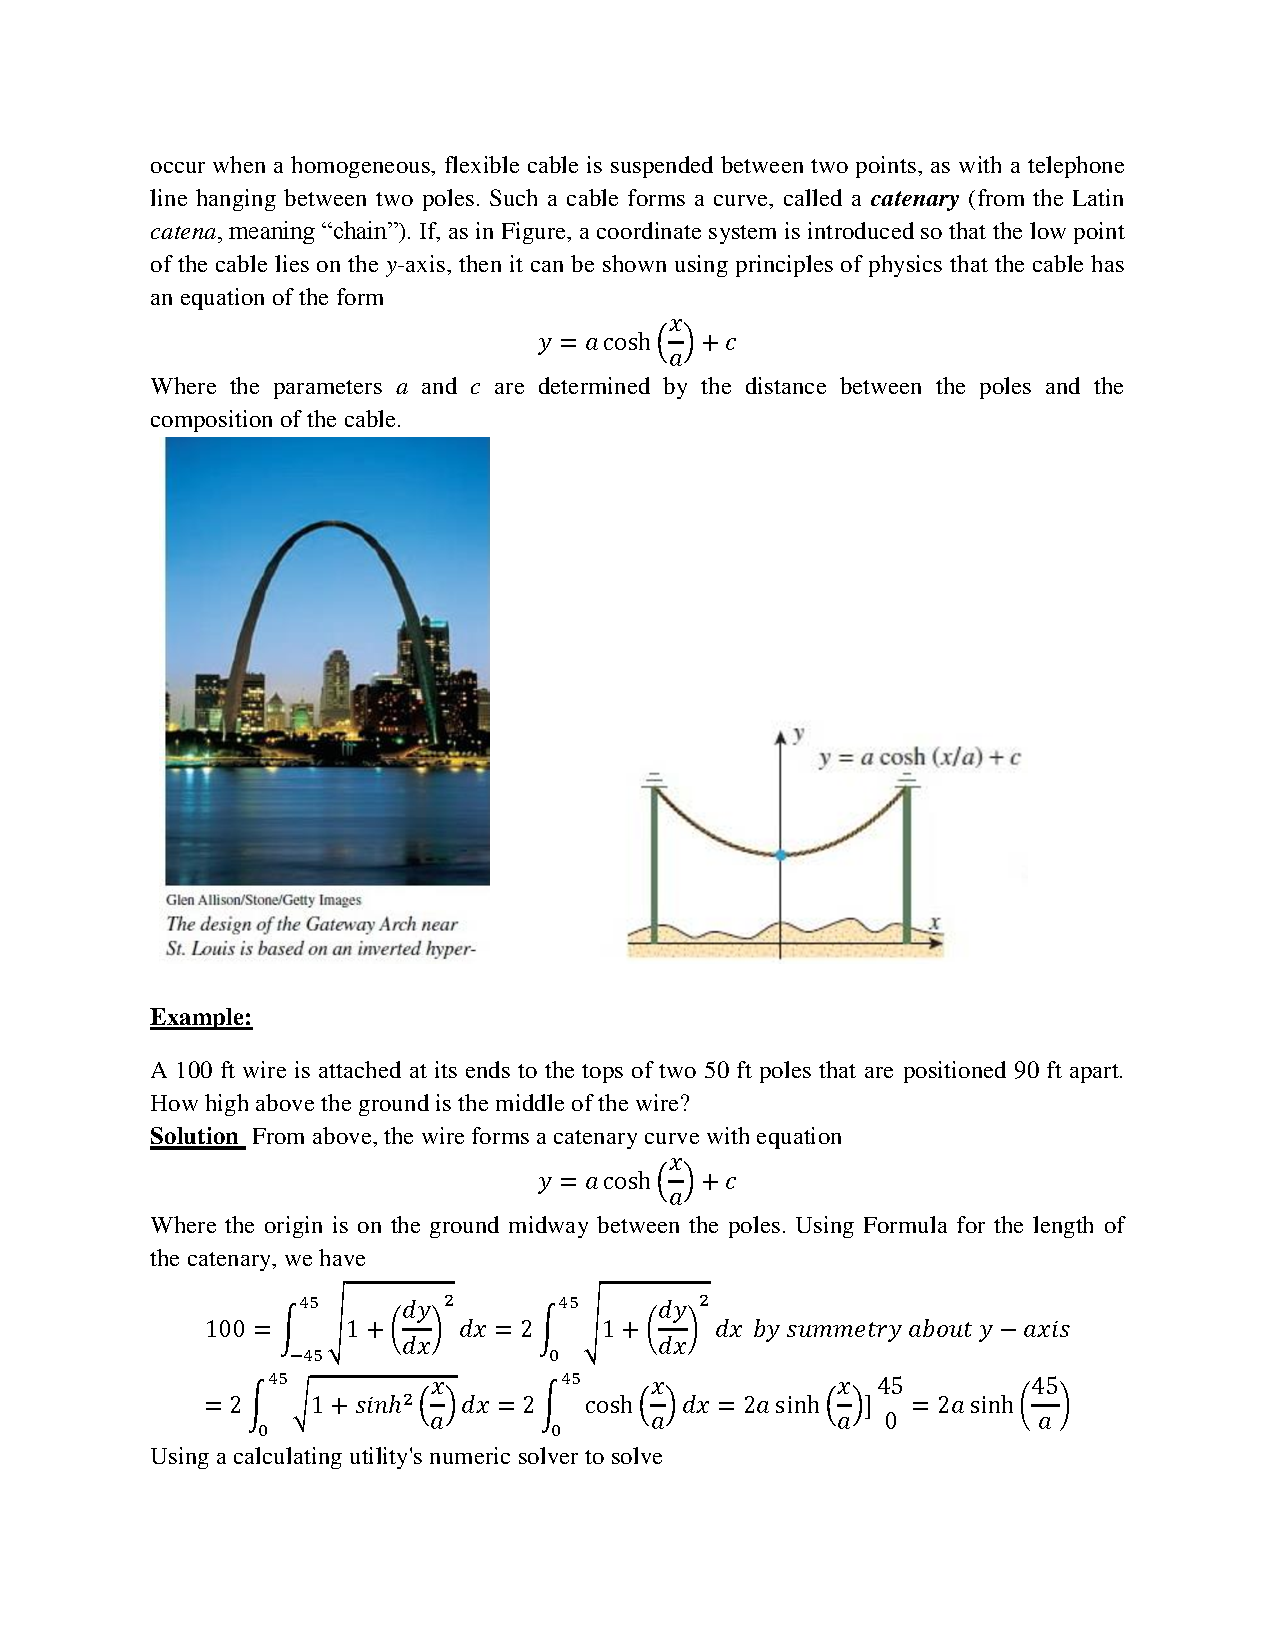 occur when a homogeneous, flexible cable is suspended between two points, as with a telephone
line hanging between two poles. Such a cable forms a curve, called a catenary (from the Latin
catena, meaning “chain”). If, as in Figure, a coordinate system is introduced so that the low point
of the cable lies on the y-axis, then it can be shown using principles of physics that the cable has
an equation of the form
y = a cosh (x/a) + c
Where the parameters a and c are determined by the distance between the poles and the
composition of the cable.
y
y = a cosh (x/a) + c
x
Glen Allison/Stone/Getty Images
The design of the Gateway Arch near
St. Louis is based on an inverted hyper-
Example:
A 100 ft wire is attached at its ends to the tops of two 50 ft poles that are positioned 90 ft apart.
How high above the ground is the middle of the wire?
Solution From above, the wire forms a catenary curve with equation
y = a cosh (x/a) + c
Where the origin is on the ground midway between the poles. Using Formula for the length of
the catenary, we have
100 = ∫_{−45}^{45} √(1 + (dy/dx)²) dx = 2 ∫_0^{45} √(1 + (dy/dx)²) dx by summetry about y − axis
= 2 ∫_0^{45} √(1 + sinh² (x/a)) dx = 2 ∫_0^{45} cosh (x/a) dx = 2a sinh (x/a)]_0^{45} = 2a sinh (45/a)
Using a calculating utility's numeric solver to solve